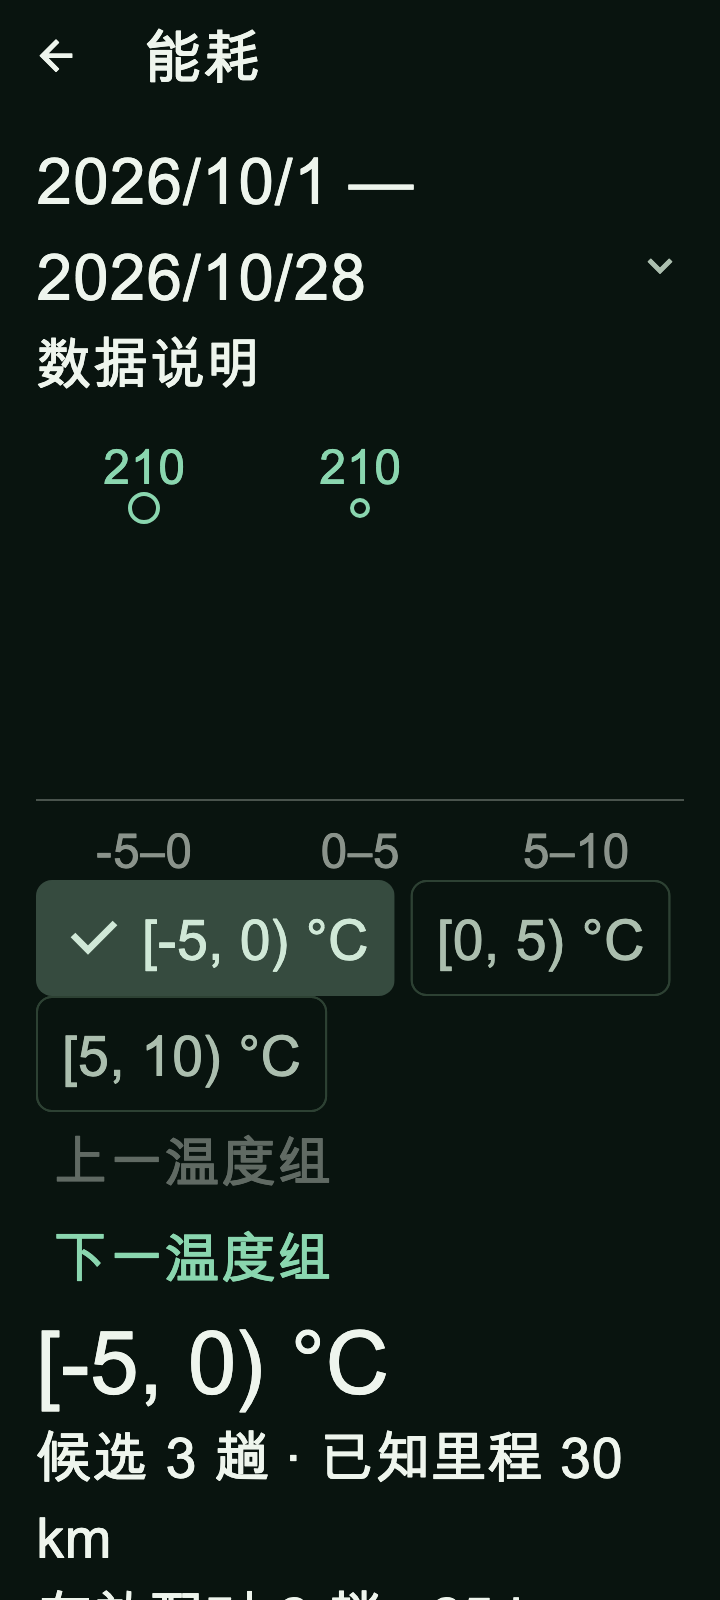 能耗
2026/10/1 —
2026/10/28
数据说明
210 210
-5–0 0–5 5–10
[-5, 0) °C [0, 5) °C
[5, 10) °C
上一温度组
下一温度组
[-5, 0) °C
候选 3 趟 · 已知里程 30
km